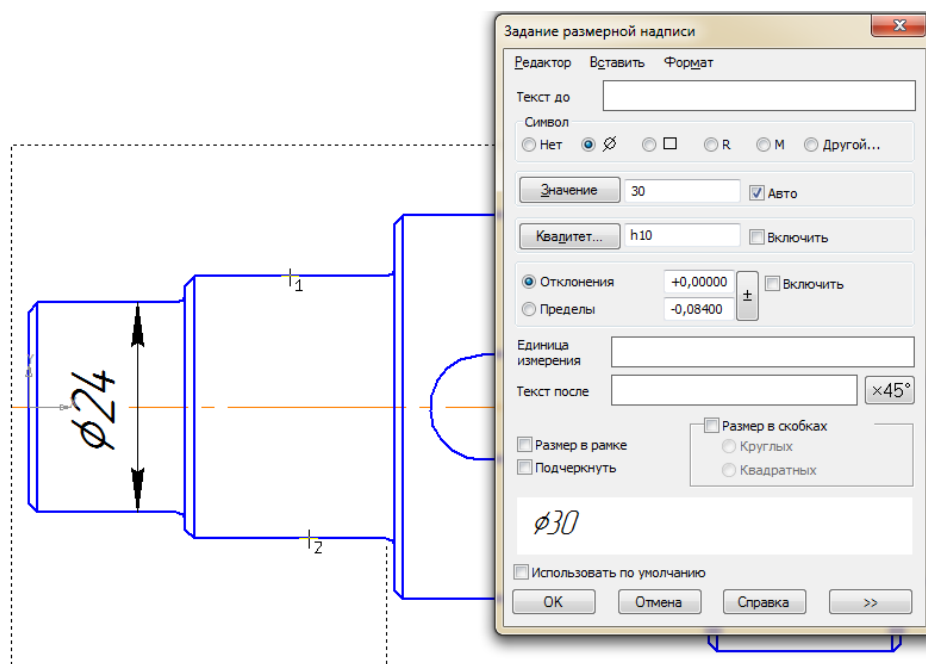 Задание размерной надписи
Редактор Вставить Формат
Текст до
Символ
Нет ⌀ □ R M Другой...
Значение 30 Авто
Квалитет... h10 Включить
Отклонения +0,00000 ± Включить
Пределы -0,08400
Единица
измерения
Текст после ×45°
Размер в скобках
Размер в рамке Круглых
Подчеркнуть Квадратных
⌀30
Использовать по умолчанию
OK Отмена Справка >>
1
Y
⌀24
2